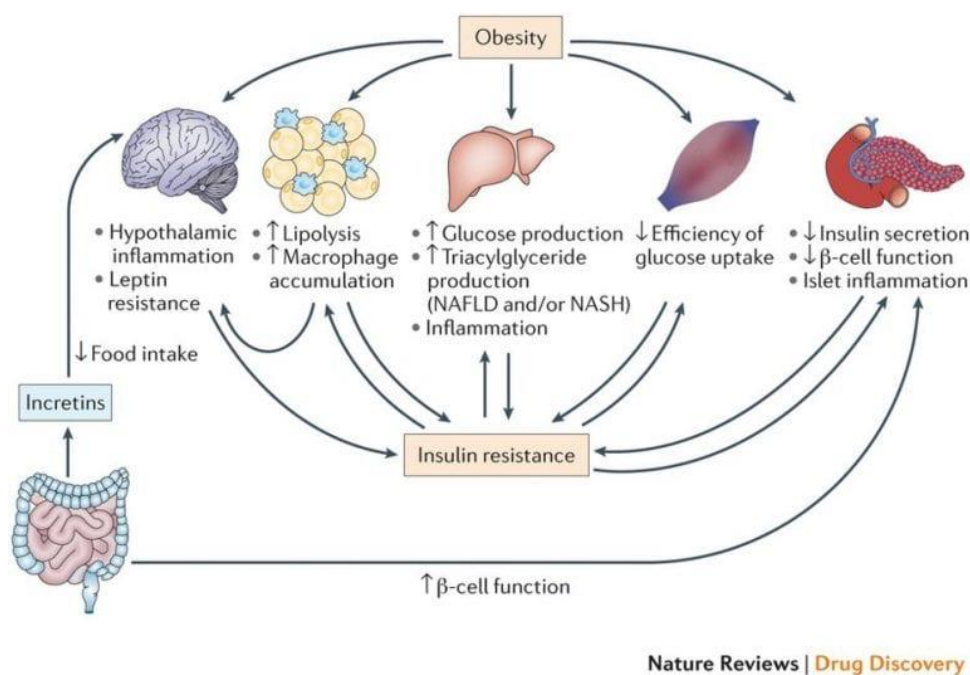 Obesity
• Hypothalamic
inflammation
• Leptin
resistance
• ↑ Lipolysis
• ↑ Macrophage
accumulation
• ↑ Glucose production
• ↑ Triacylglyceride
production
(NAFLD and/or NASH)
• Inflammation
↓ Efficiency of
glucose uptake
• ↓ Insulin secretion
• ↓ β-cell function
• Islet inflammation
↓ Food intake
Incretins
Insulin resistance
↑ β-cell function
Nature Reviews | Drug Discovery